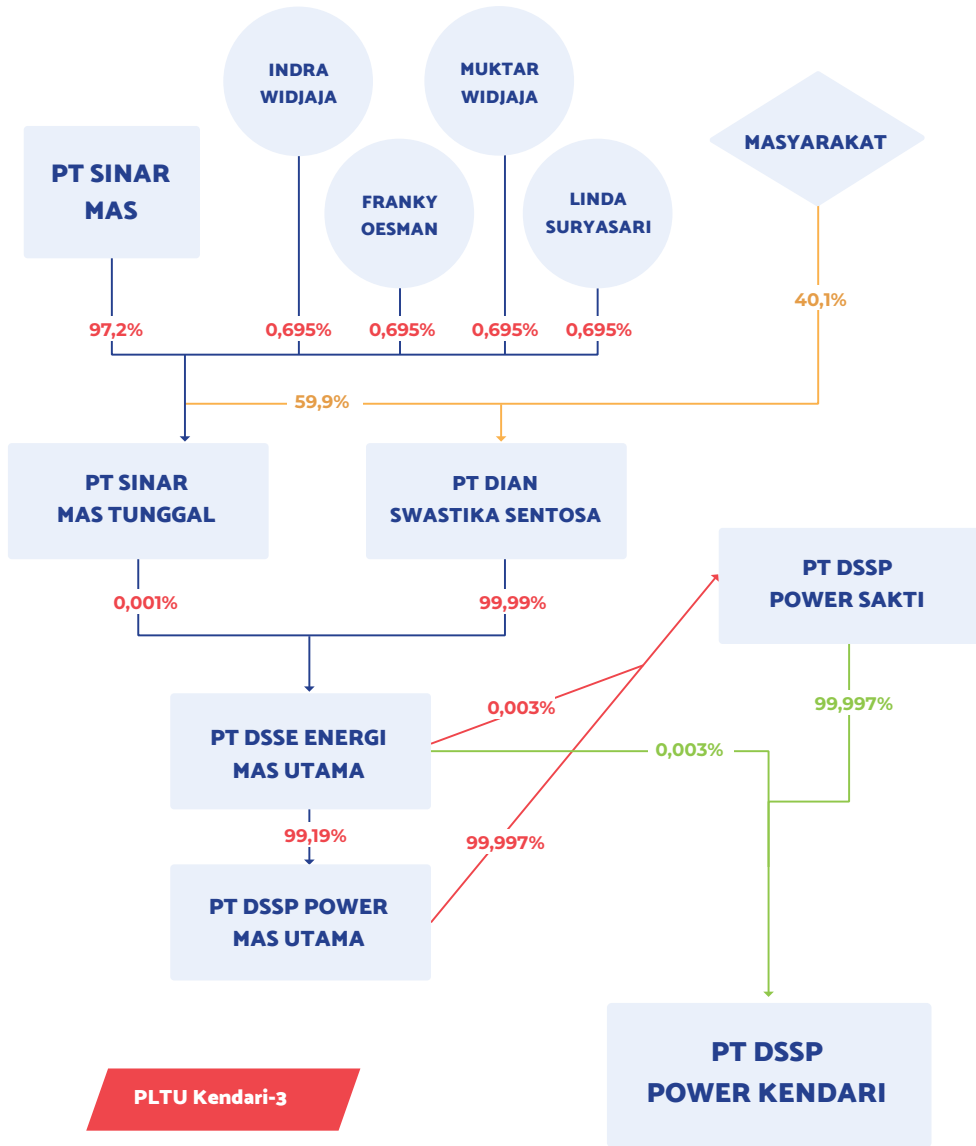 INDRA
WIDJAJA
MUKTAR
WIDJAJA
MASYARAKAT
PT SINAR
MAS
FRANKY
OESMAN
LINDA
SURYASARI
40,1%
97,2%
0,695%
0,695%
0,695%
0,695%
59,9%
PT SINAR
MAS TUNGGAL
PT DIAN
SWASTIKA SENTOSA
PT DSSP
POWER SAKTI
0,001%
99,99%
99,997%
0,003%
PT DSSE ENERGI
MAS UTAMA
0,003%
99,19%
99,997%
PT DSSP POWER
MAS UTAMA
PT DSSP
POWER KENDARI
PLTU Kendari-3